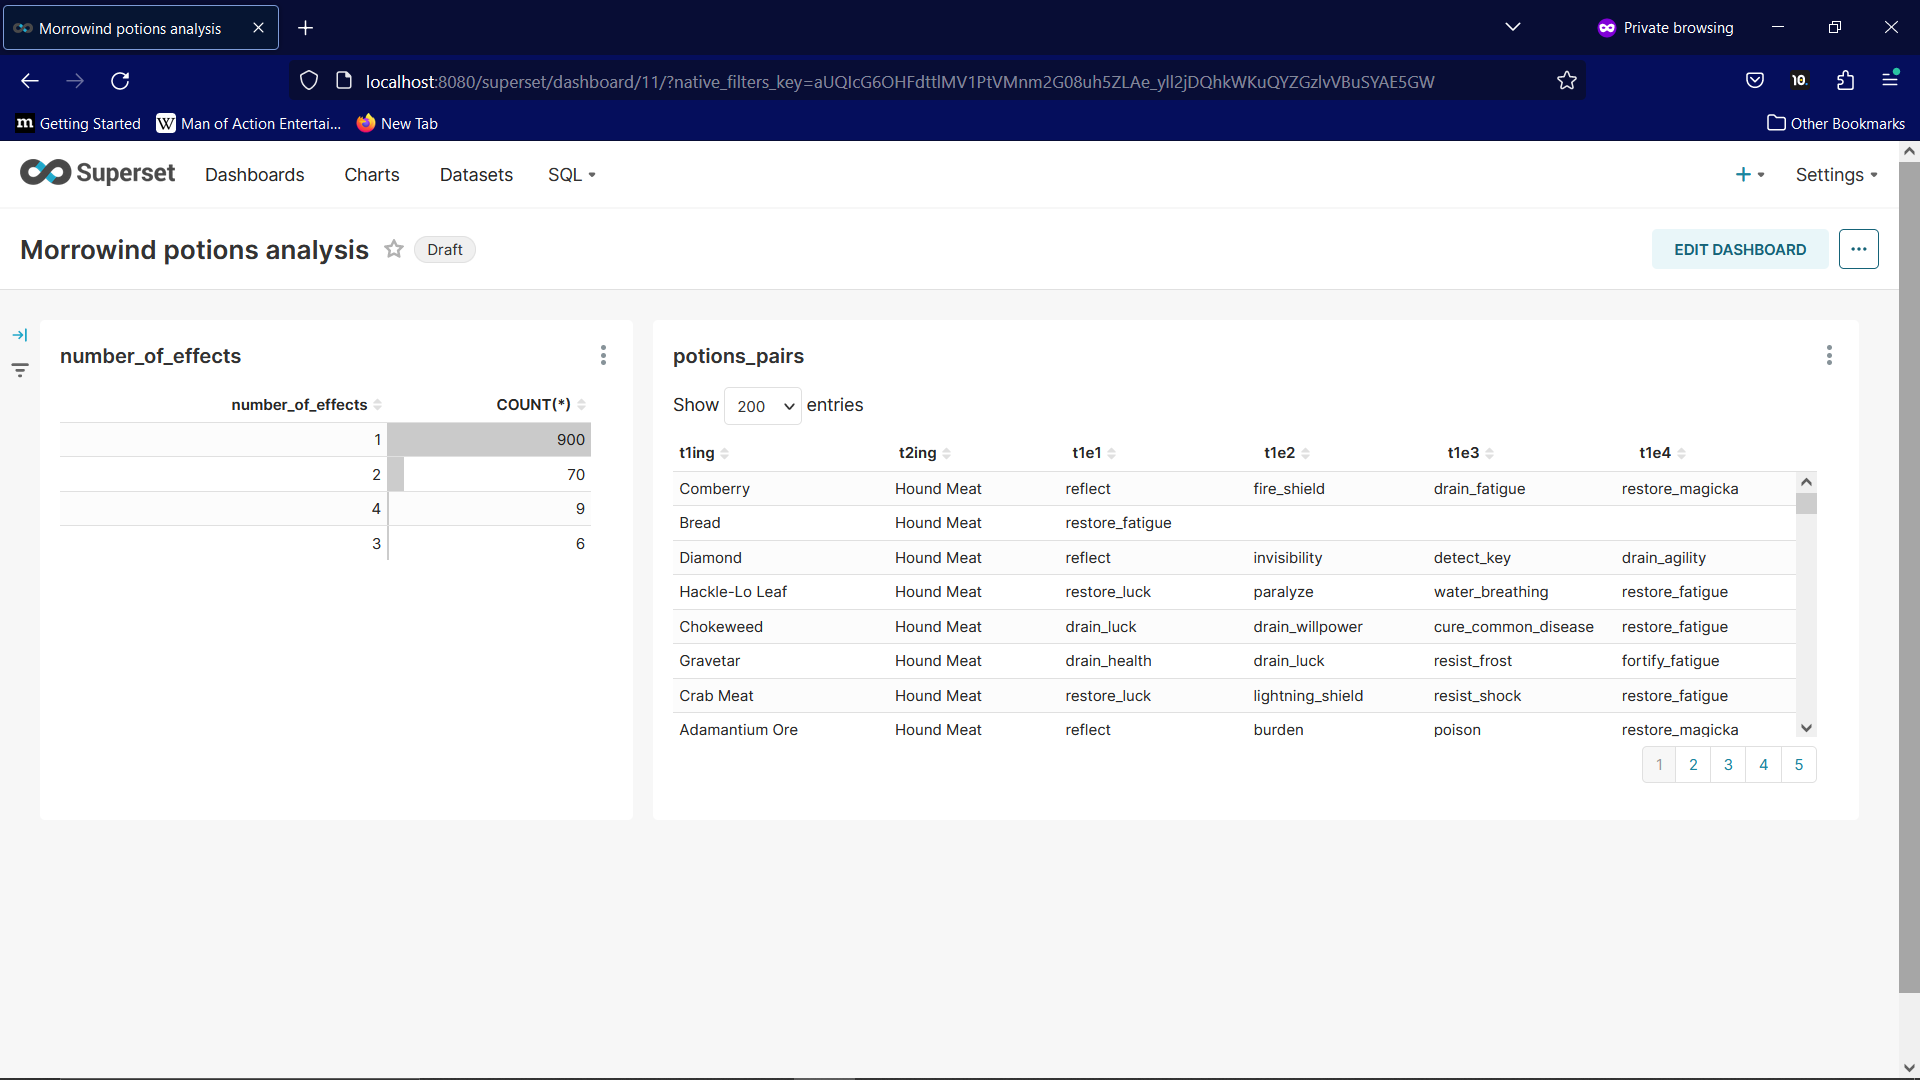 Morrowind potions analysis
Private browsing
localhost:8080/superset/dashboard/11/?native_filters_key=aUQIcG6OHFdttlMV1PtVMnm2G08uh5ZLAe_yll2jDQhkWKuQYZGzlvVBuSYAE5GW
10.
m Getting Started W Man of Action Entertai... New Tab Other Bookmarks
Superset Dashboards Charts Datasets SQL + Settings
Morrowind potions analysis Draft EDIT DASHBOARD ...
number_of_effects
number_of_effects COUNT(*)
1 900
2 70
4 9
3 6
potions_pairs
Show 200 entries
t1ing t2ing t1e1 t1e2 t1e3 t1e4
Comberry Hound Meat reflect fire_shield drain_fatigue restore_magicka
Bread Hound Meat restore_fatigue
Diamond Hound Meat reflect invisibility detect_key drain_agility
Hackle-Lo Leaf Hound Meat restore_luck paralyze water_breathing restore_fatigue
Chokeweed Hound Meat drain_luck drain_willpower cure_common_disease restore_fatigue
Gravetar Hound Meat drain_health drain_luck resist_frost fortify_fatigue
Crab Meat Hound Meat restore_luck lightning_shield resist_shock restore_fatigue
Adamantium Ore Hound Meat reflect burden poison restore_magicka
1 2 3 4 5